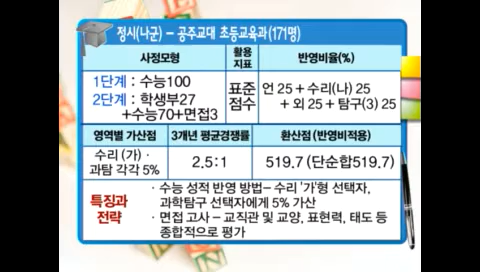 정시(나군) - 공주교대 초등교육과(171명)
사정모형
활용
지표
반영비율(%)
1단계 : 수능100
2단계 : 학생부27
+수능70+면접3
표준
점수
언 25 + 수리(나) 25
+ 외 25 + 탐구(3) 25
영역별 가산점
3개년 평균경쟁률
환산점 (반영비적용)
수리 (가) ·
과탐 각각 5%
2.5:1
519.7 (단순합519.7)
특징과
전략
· 수능 성적 반영 방법- 수리 '가'형 선택자,
과학탐구 선택자에게 5% 가산
· 면접 고사 - 교직관 및 교양, 표현력, 태도 등
종합적으로 평가